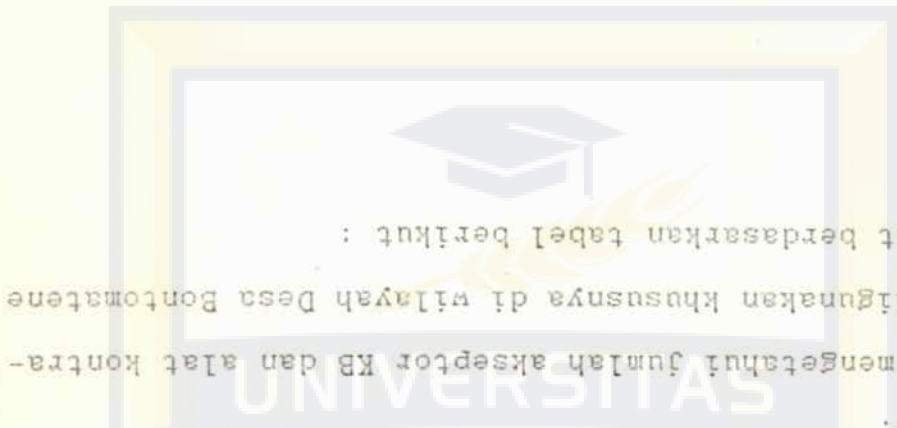 mengetahui jumlah akseptor KB dan alat kontra-
igunakan khususnya di wilayah Desa Bontomatene
t berdasarkan tabel berikut :
UNIVERSITAS